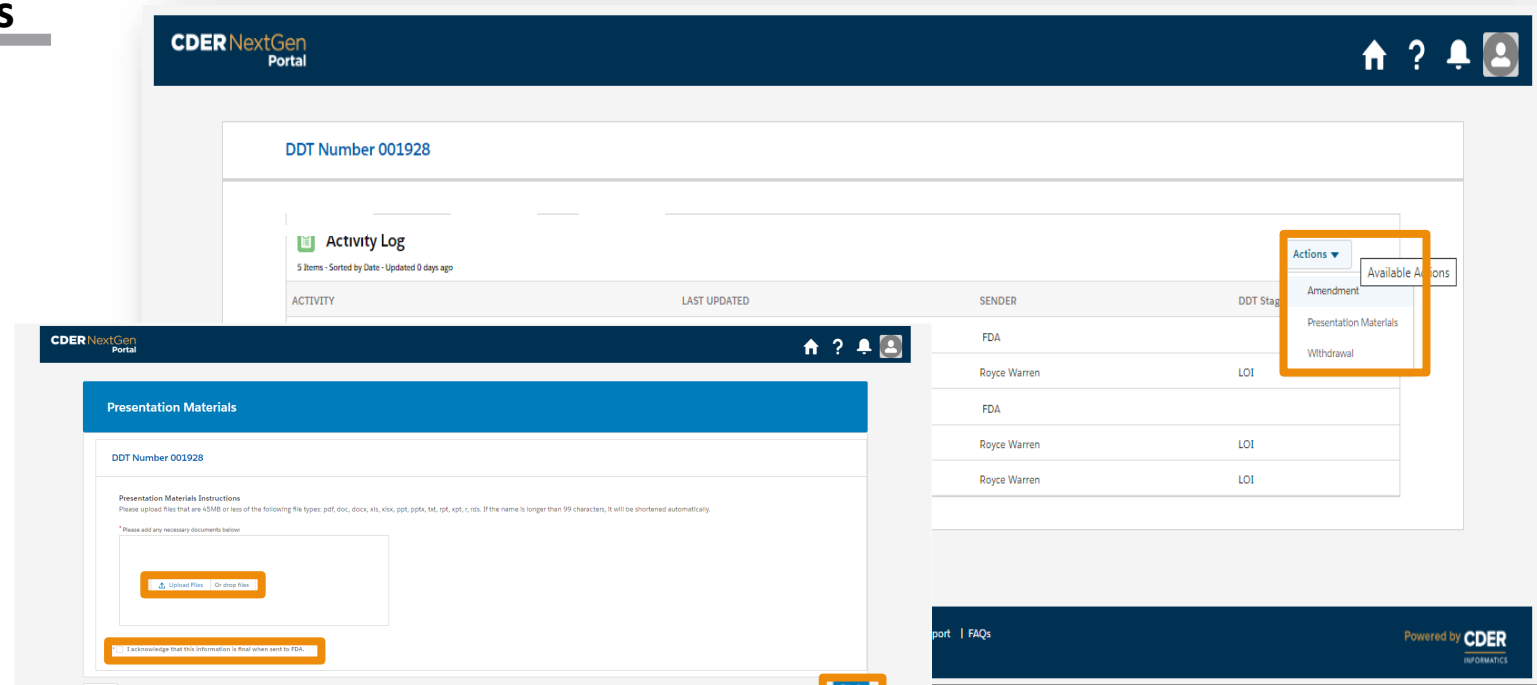 s
CDER NextGen
Portal
DDT Number 001928
Activity Log
5 Items - Sorted by Date - Updated 0 days ago
Actions
Available Actions
Amendment
Presentation Materials
Withdrawal
ACTIVITY LAST UPDATED SENDER DDT Stag
FDA
Royce Warren LOI
FDA
Royce Warren LOI
Royce Warren LOI
port | FAQs
Powered by CDER
INFORMATICS
CDER NextGen
Portal
Presentation Materials
DDT Number 001928
Presentation Materials Instructions
Please upload files that are 45MB or less of the following file types: pdf, doc, docx, xls, xlsx, ppt, pptx, txt, rpt, xpt, r, rds. If the name is longer than 99 characters, it will be shortened automatically.
* Please add any necessary documents below:
Upload Files Or drop files
* I acknowledge that this information is final when sent to FDA.